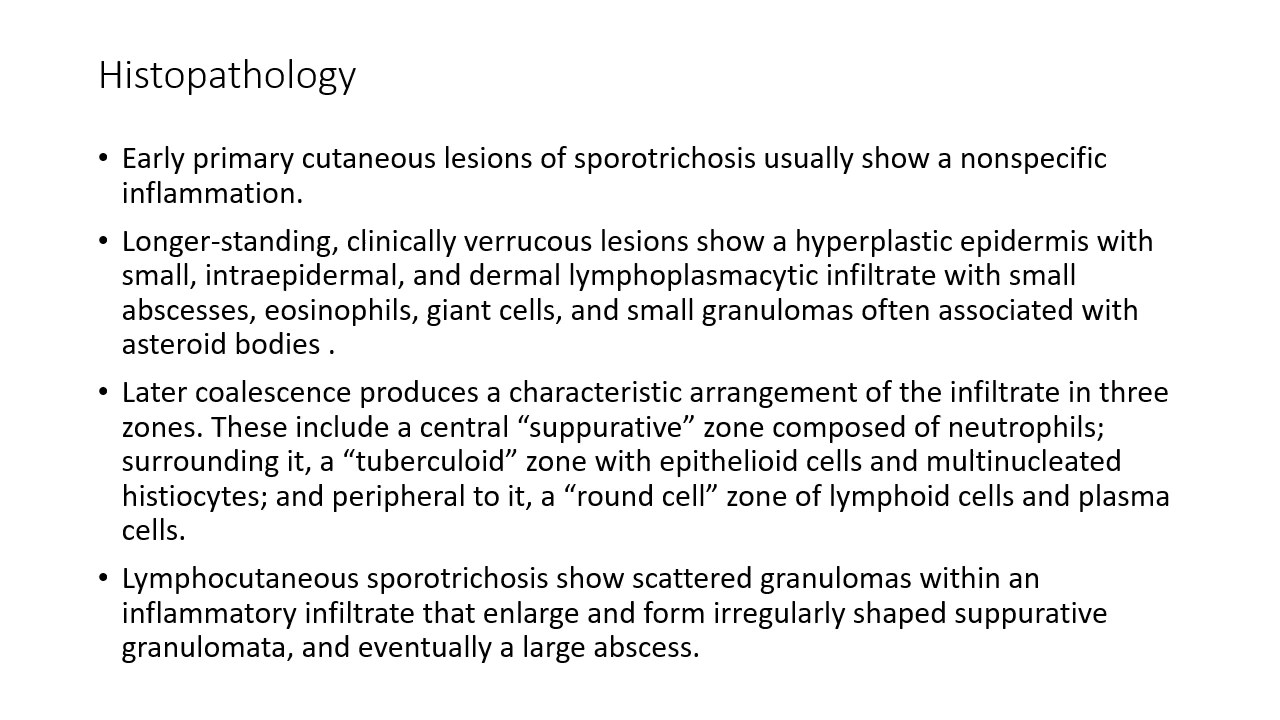 Histopathology
• Early primary cutaneous lesions of sporotrichosis usually show a nonspecific
inflammation.
• Longer-standing, clinically verrucous lesions show a hyperplastic epidermis with
small, intraepidermal, and dermal lymphoplasmacytic infiltrate with small
abscesses, eosinophils, giant cells, and small granulomas often associated with
asteroid bodies .
• Later coalescence produces a characteristic arrangement of the infiltrate in three
zones. These include a central “suppurative” zone composed of neutrophils;
surrounding it, a “tuberculoid” zone with epithelioid cells and multinucleated
histiocytes; and peripheral to it, a “round cell” zone of lymphoid cells and plasma
cells.
• Lymphocutaneous sporotrichosis show scattered granulomas within an
inflammatory infiltrate that enlarge and form irregularly shaped suppurative
granulomata, and eventually a large abscess.